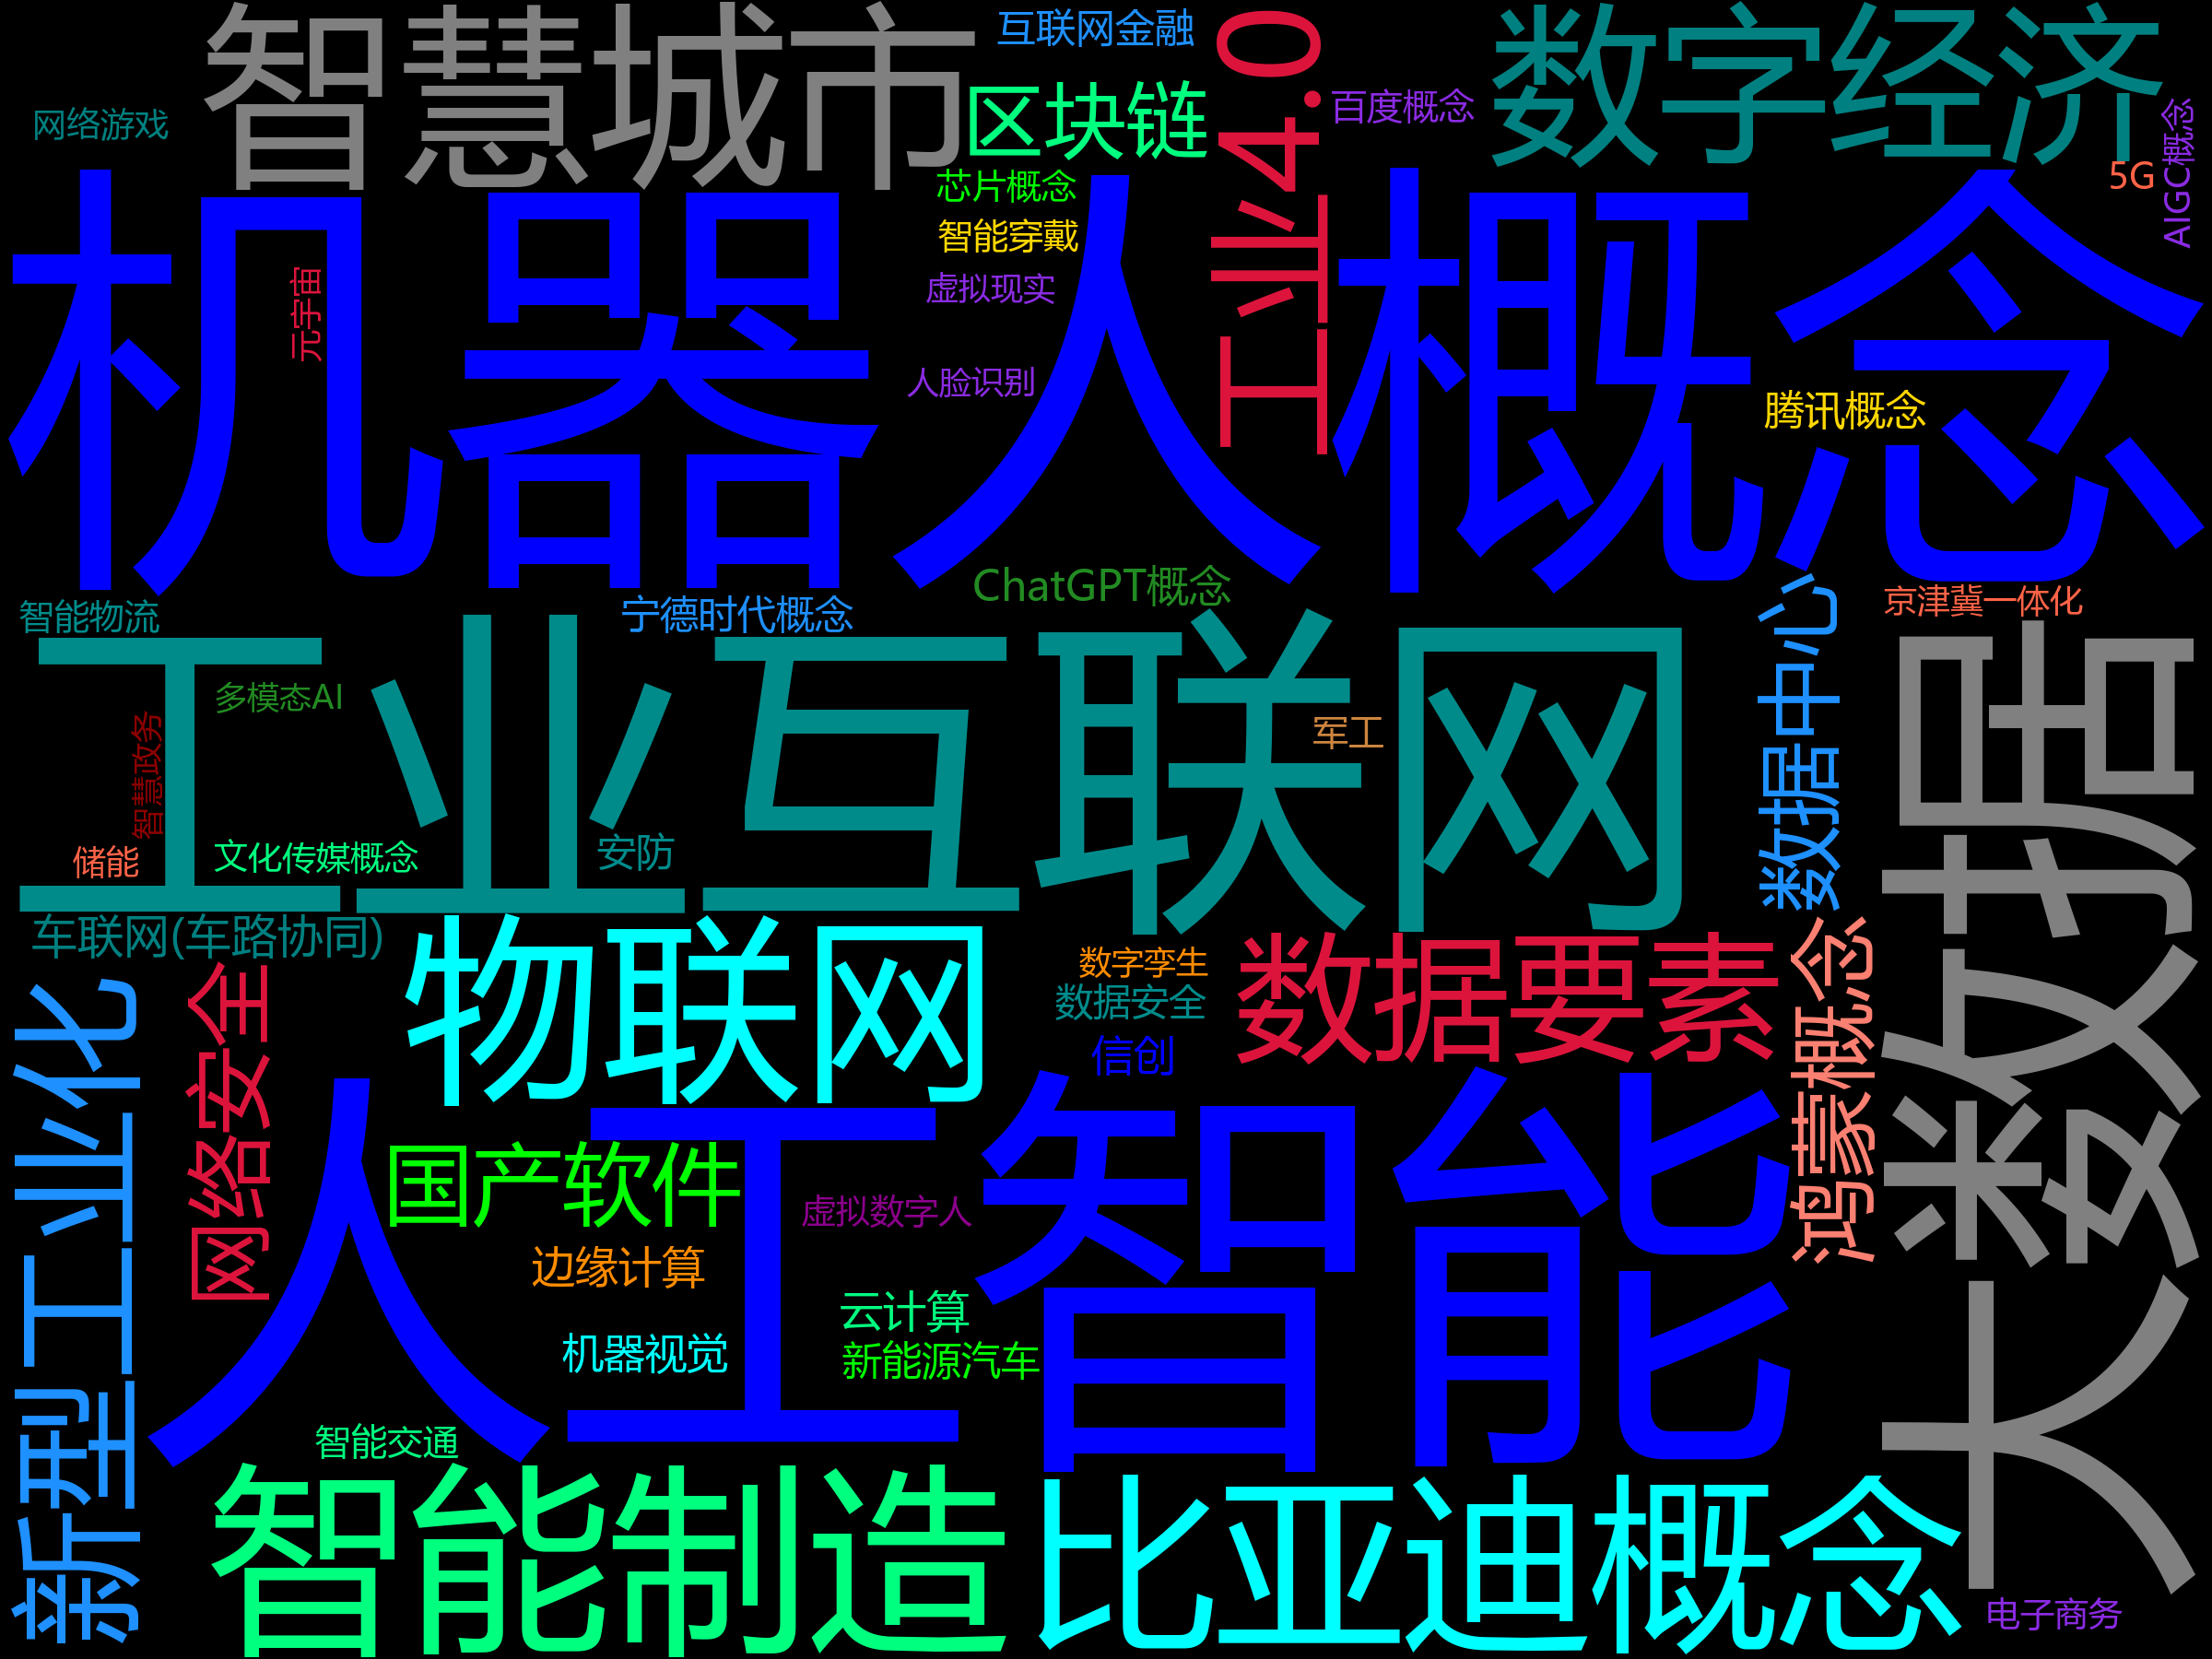 智慧城市
互联网金融
工业4.0
数字经济
网络游戏
区块链
百度概念
AIGC概念
5G
芯片概念
智能穿戴
机器人概念
元宇宙
虚拟现实
人脸识别
腾讯概念
ChatGPT概念
智能物流
宁德时代概念
京津冀一体化
工业互联网
多模态AI
智慧政务
军工
数据中心
大数据
储能
文化传媒概念
安防
车联网(车路协同)
物联网
数字孪生
数据安全
数据要素
鸿蒙概念
新型工业化
网络安全
信创
人工智能
国产软件
虚拟数字人
边缘计算
云计算
机器视觉
新能源汽车
智能交通
智能制造
比亚迪概念
电子商务